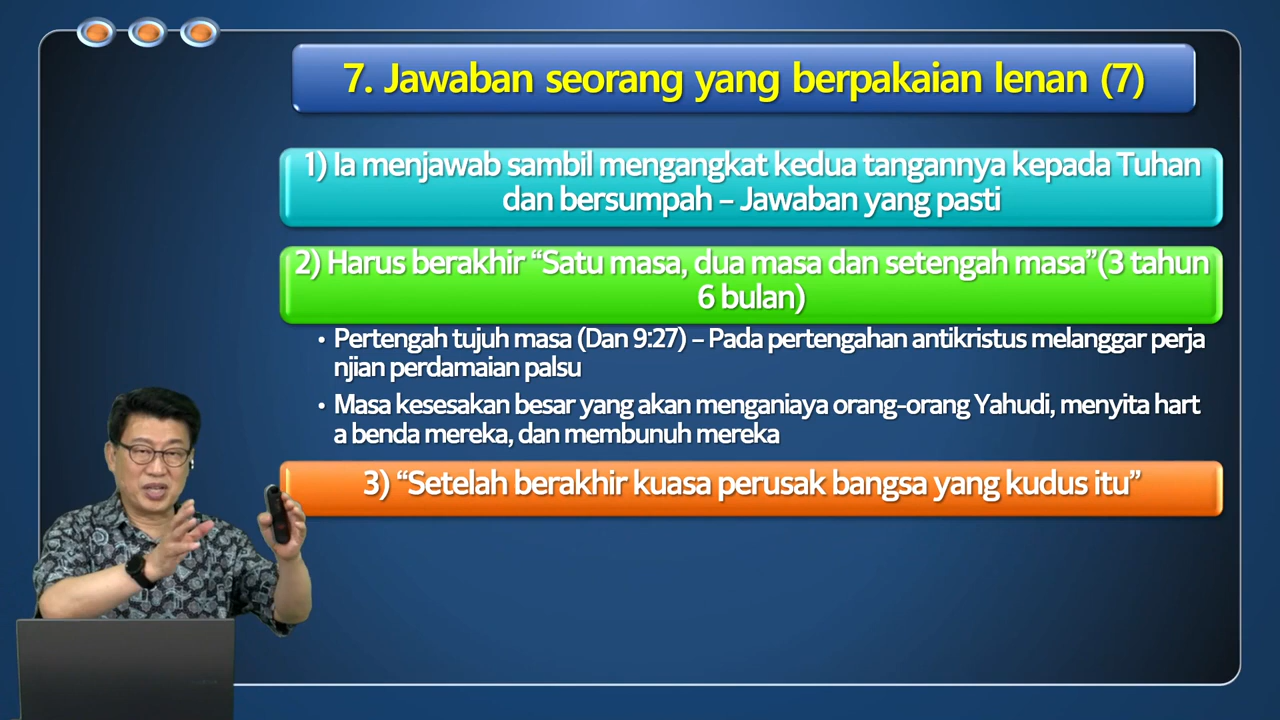 7. Jawaban seorang yang berpakaian lenan (7)
1) Ia menjawab sambil mengangkat kedua tangannya kepada Tuhan
dan bersumpah – Jawaban yang pasti
2) Harus berakhir “Satu masa, dua masa dan setengah masa”(3 tahun
6 bulan)
• Pertengah tujuh masa (Dan 9:27) – Pada pertengahan antikristus melanggar perja
njian perdamaian palsu
• Masa kesesakan besar yang akan menganiaya orang-orang Yahudi, menyita hart
a benda mereka, dan membunuh mereka
3) “Setelah berakhir kuasa perusak bangsa yang kudus itu”